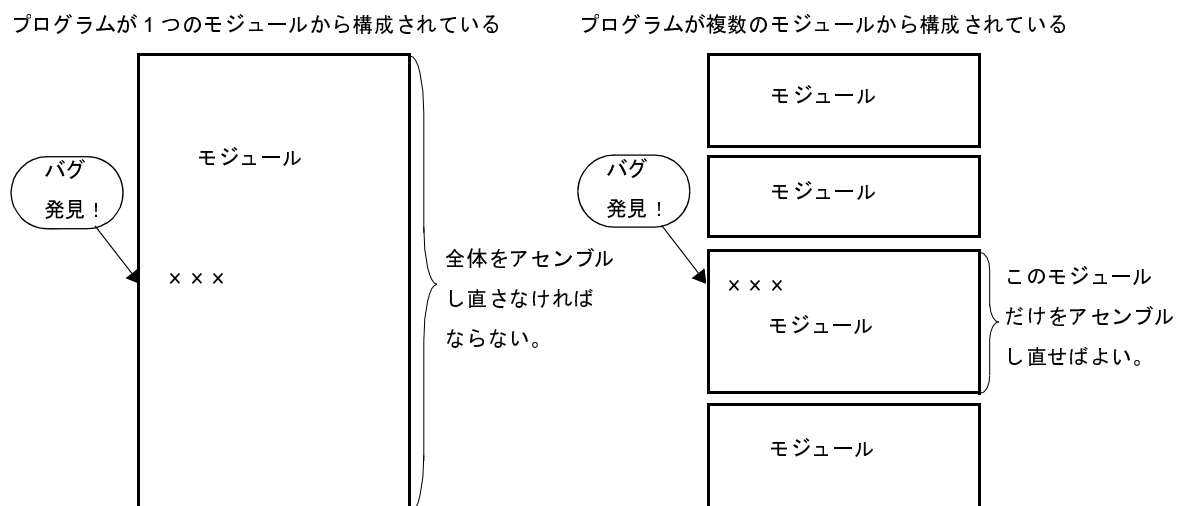 プログラムが１つのモジュールから構成されている
モジュール
バグ
発見！
×××
全体をアセンブル
し直さなければ
ならない。
プログラムが複数のモジュールから構成されている
モジュール
モジュール
バグ
発見！
×××
モジュール
このモジュール
だけをアセンブル
し直せばよい。
モジュール